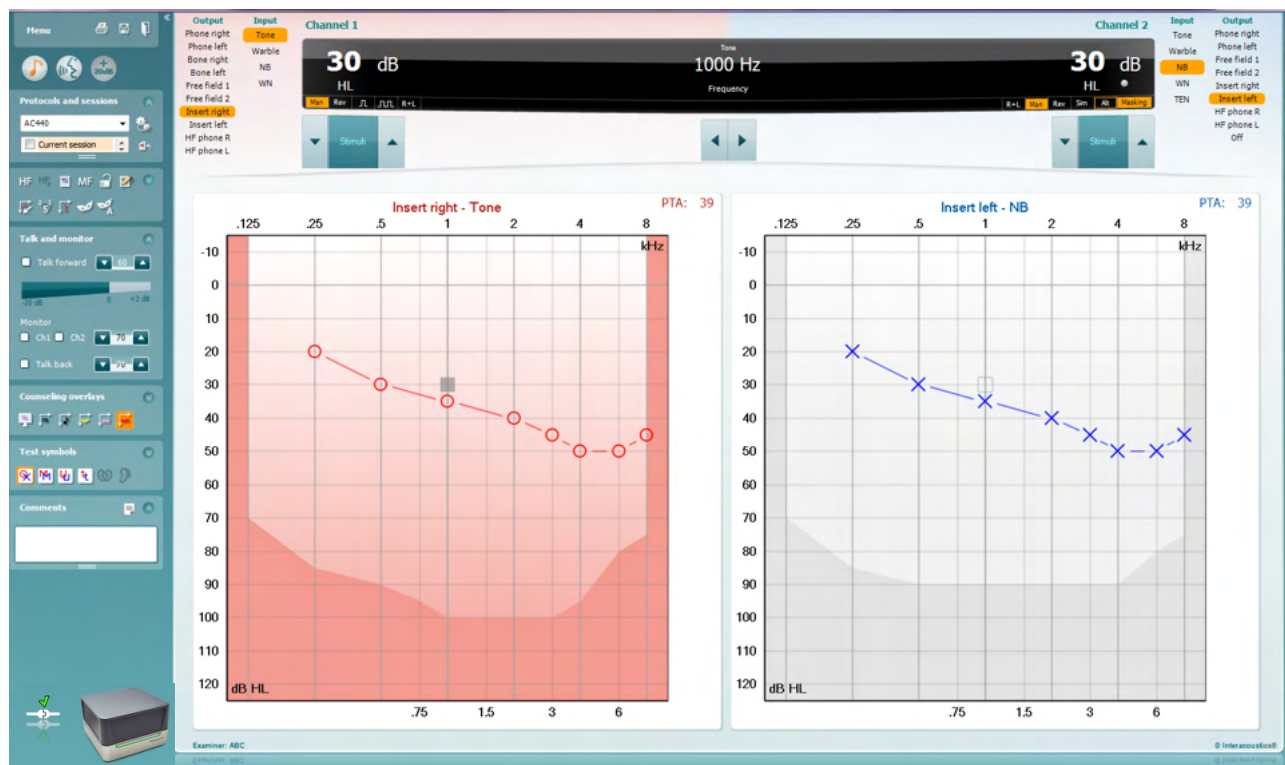 Menu
+
20dB
Protocols and sessions
AC440
Current session
HF
MF
Talk and monitor
Talk forward 60
-20 dB 0 +3 dB
Monitor
Ch1 Ch2 70
Talk back 70
Counseling overlays
Test symbols
Comments
Output
Phone right
Phone left
Bone right
Bone left
Free field 1
Free field 2
Insert right
Insert left
HF phone R
HF phone L
Input
Tone
Warble
NB
WN
Channel 1
30 dB
HL
Man Rev R+L
Stimuli
Tone
1000 Hz
Frequency
Channel 2
30 dB
HL
R+L Man Rev Sim Alt Masking
Stimuli
Input
Tone
Warble
NB
WN
TEN
Output
Phone right
Phone left
Free field 1
Free field 2
Insert right
Insert left
HF phone R
HF phone L
Off
Insert right - Tone
PTA: 39
.125 .25 .5 1 2 4 8
kHz
-10
0
10
20
30
40
50
60
70
80
90
100
110
120
dB HL
.75 1.5 3 6
Insert left - NB
PTA: 39
.125 .25 .5 1 2 4 8
kHz
-10
0
10
20
30
40
50
60
70
80
90
100
110
120
dB HL
.75 1.5 3 6
Examiner: ABC
© Interacoustics®